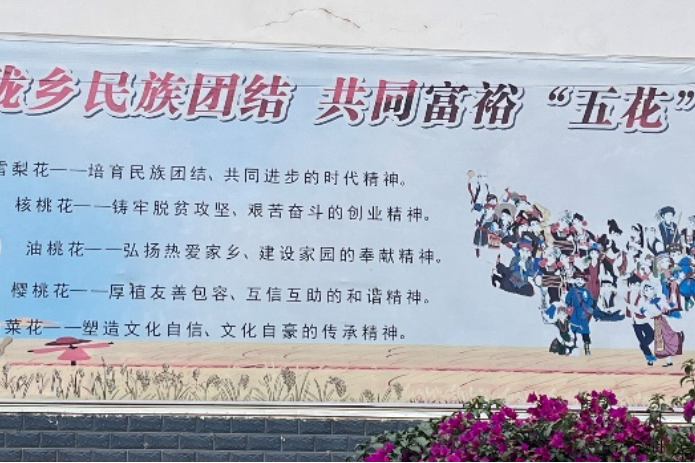 珑乡民族团结 共同富裕 “五花”
雪梨花——培育民族团结、共同进步的时代精神。
核桃花——铸牢脱贫攻坚、艰苦奋斗的创业精神。
油桃花——弘扬热爱家乡、建设家园的奉献精神。
樱桃花——厚植友善包容、互信互助的和谐精神。
菜花——塑造文化自信、文化自豪的传承精神。